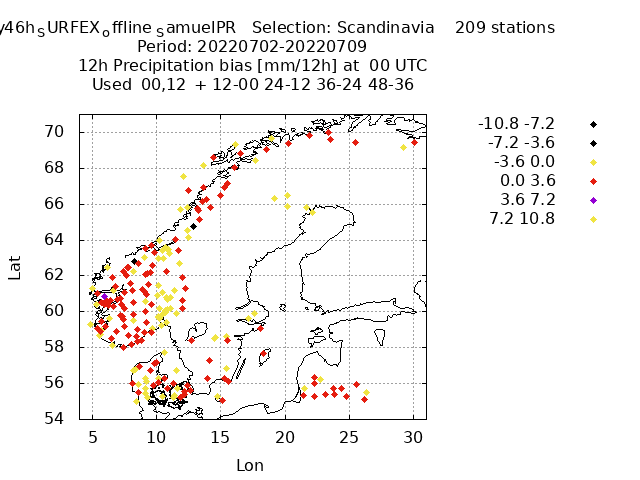 y46hSURFEXoffline SamuelPR Selection: Scandinavia 209 stations
Period: 20220702-20220709
12h Precipitation bias [mm/12h] at 00 UTC
Used 00,12 + 12-00 24-12 36-24 48-36
-10.8 -7.2
-7.2 -3.6
-3.6 0.0
0.0 3.6
3.6 7.2
7.2 10.8
Lat
70
68
66
64
62
60
58
56
54
5 10 15 20 25 30
Lon